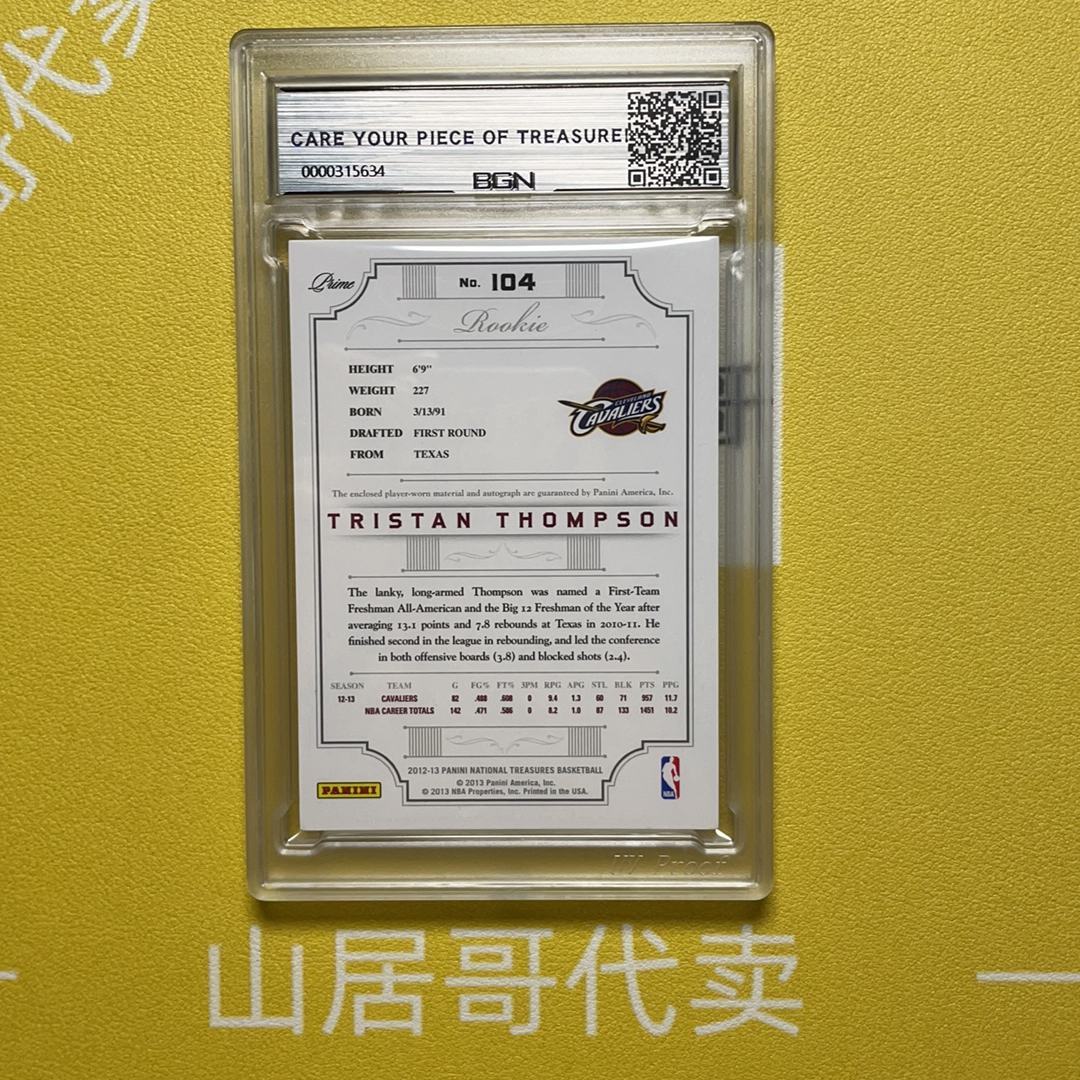 哥代
CARE YOUR PIECE OF TREASURE
0000315634
BGN
Prime
No. 104
Rookie
HEIGHT 6'9"
WEIGHT 227
BORN 3/13/91
DRAFTED FIRST ROUND
FROM TEXAS
CLEVELAND
CAVALIERS
The enclosed player-worn material and autograph are guaranteed by Panini America, Inc.
TRISTAN THOMPSON
The lanky, long-armed Thompson was named a First-Team
Freshman All-American and the Big 12 Freshman of the Year after
averaging 13.1 points and 7.8 rebounds at Texas in 2010-11. He
finished second in the league in rebounding, and led the conference
in both offensive boards (3.8) and blocked shots (2.4).
SEASON TEAM G FG% FT% 3PM RPG APG STL BLK PTS PPG
12-13 CAVALIERS 82 .488 .608 0 9.4 1.3 60 71 957 11.7
NBA CAREER TOTALS 142 .471 .586 0 8.2 1.0 87 133 1451 10.2
2012-13 PANINI NATIONAL TREASURES BASKETBALL
© 2013 Panini America, Inc.
© 2013 NBA Properties, Inc. Printed in the USA.
PANINI
NBA
UV Proof
山居哥代卖